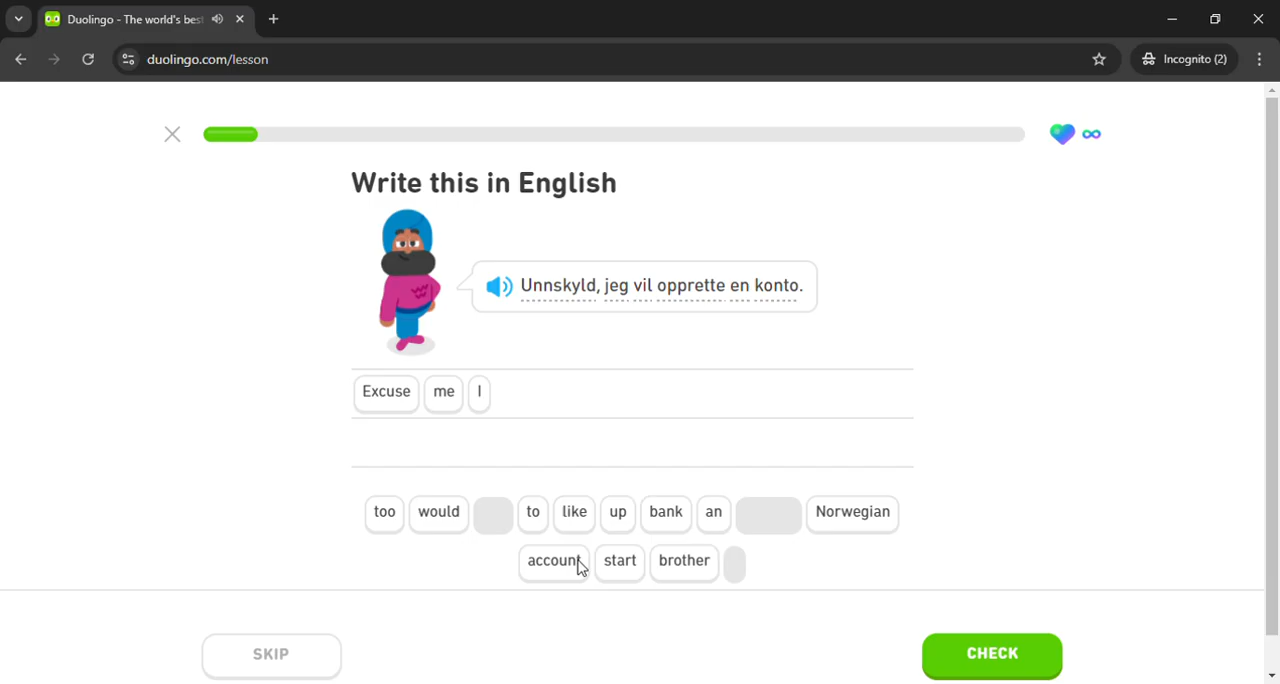 Duolingo - The world's bes
duolingo.com/lesson
Incognito (2)
Write this in English
Unnskyld, jeg vil opprette en konto.
Excuse me I
too would to like up bank an Norwegian
account start brother
SKIP CHECK